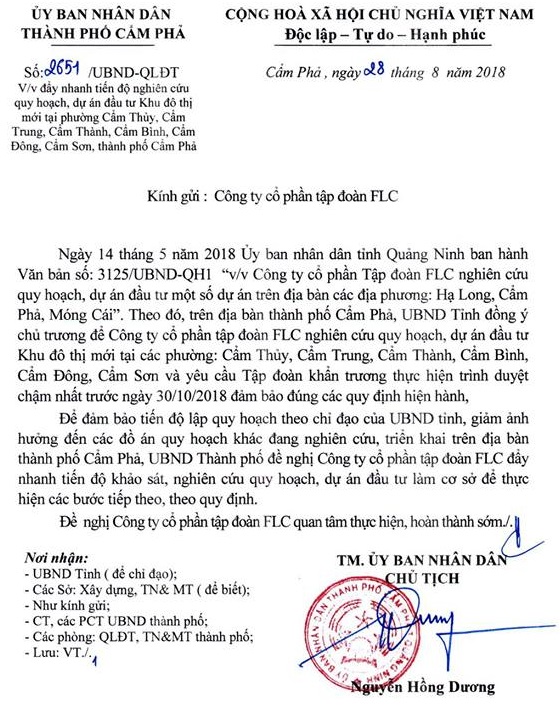 ỦY BAN NHÂN DÂN
THÀNH PHỐ CẨM PHẢ
CỘNG HOÀ XÃ HỘI CHỦ NGHĨA VIỆT NAM
Độc lập – Tự do – Hạnh phúc
Số: 2651 /UBND-QLĐT
V/v đẩy nhanh tiến độ nghiên cứu
quy hoạch, dự án đầu tư Khu đô thị
mới tại phường Cẩm Thủy, Cẩm
Trung, Cẩm Thành, Cẩm Bình, Cẩm
Đông, Cẩm Sơn, thành phố Cẩm Phả
Cẩm Phả , ngày 28 tháng 8 năm 2018
Kính gửi : Công ty cổ phần tập đoàn FLC
Ngày 14 tháng 5 năm 2018 Ủy ban nhân dân tỉnh Quảng Ninh ban hành
Văn bản số: 3125/UBND-QH1 “v/v Công ty cổ phần Tập đoàn FLC nghiên cứu
quy hoạch, dự án đầu tư một số dự án trên địa bàn các địa phương: Hạ Long, Cẩm
Phả, Móng Cái”. Theo đó, trên địa bàn thành phố Cẩm Phả, UBND Tỉnh đồng ý
chủ trương để Công ty cổ phần tập đoàn FLC nghiên cứu quy hoạch, dự án đầu tư
Khu đô thị mới tại các phường: Cẩm Thủy, Cẩm Trung, Cẩm Thành, Cẩm Bình,
Cẩm Đông, Cẩm Sơn và yêu cầu Tập đoàn khẩn trương thực hiện trình duyệt
chậm nhất trước ngày 30/10/2018 đảm bảo đúng các quy định hiện hành,
Để đảm bảo tiến độ lập quy hoạch theo chỉ đạo của UBND tỉnh, giảm ảnh
hưởng đến các đồ án quy hoạch khác đang nghiên cứu, triển khai trên địa bàn
thành phố Cẩm Phả, UBND Thành phố đề nghị Công ty cổ phần tập đoàn FLC đẩy
nhanh tiến độ khảo sát, nghiên cứu quy hoạch, dự án đầu tư làm cơ sở để thực
hiện các bước tiếp theo, theo quy định.
Đề nghị Công ty cổ phần tập đoàn FLC quan tâm thực hiện, hoàn thành sớm./.
Nơi nhận:
- UBND Tỉnh ( để chỉ đạo);
- Các Sở: Xây dựng, TN& MT ( để biết);
- Như kính gửi;
- CT, các PCT UBND thành phố;
- Các phòng: QLĐT, TN&MT thành phố;
- Lưu: VT./.
TM. ỦY BAN NHÂN DÂN
CHỦ TỊCH
ỦY BAN NHÂN DÂN THÀNH PHỐ CẨM PHẢ T. QUẢNG NINH
Nguyễn Hồng Dương